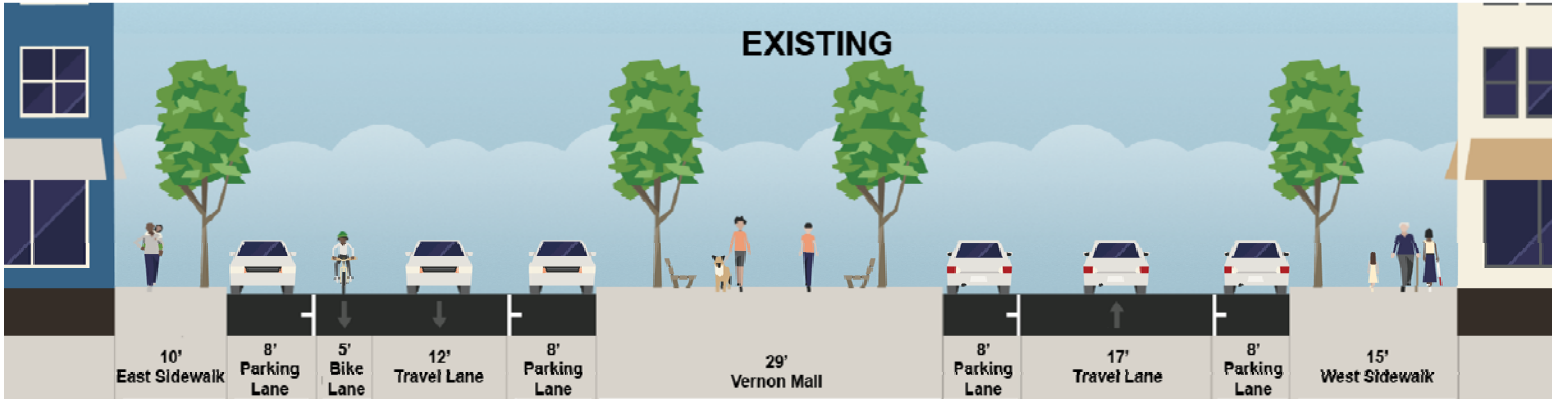 EXISTING
10’
East Sidewalk
8’
Parking
Lane
5’
Bike
Lane
12’
Travel Lane
8’
Parking
Lane
29’
Vernon Mall
8’
Parking
Lane
17’
Travel Lane
8’
Parking
Lane
15’
West Sidewalk